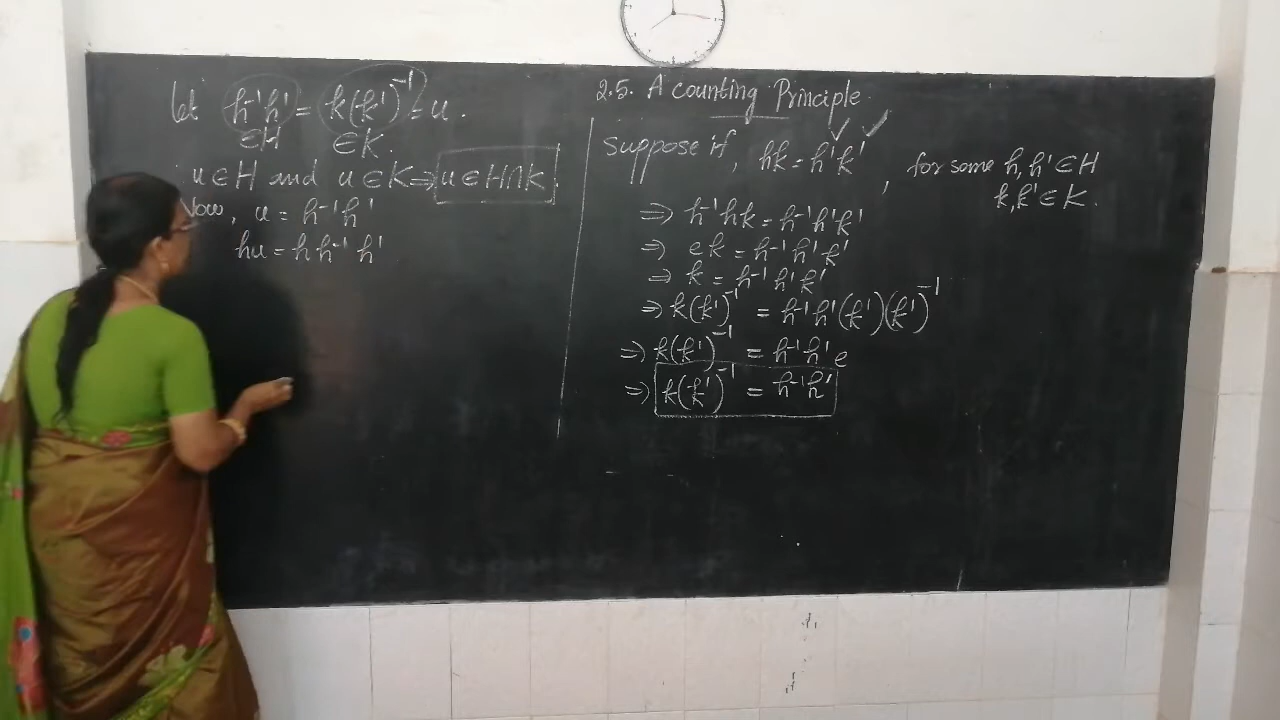 2.5. A counting Principle.
Suppose if, hk = h'k' , for some h, h' ∈ H
k, k' ∈ K.
⇒ h⁻¹hk = h⁻¹h'k'
⇒ ek = h⁻¹h'k'
⇒ k = h⁻¹h'k'
⇒ k(k')⁻¹ = h⁻¹h'(k')(k')⁻¹
⇒ k(k')⁻¹ = h⁻¹h'e
⇒ k(k')⁻¹ = h⁻¹h'
let h⁻¹h' = k(k')⁻¹ = u.
∈H ∈K.
u∈H and u∈K ⇒ u∈H∩K.
Now, u = h⁻¹h'
hu = hh⁻¹h'